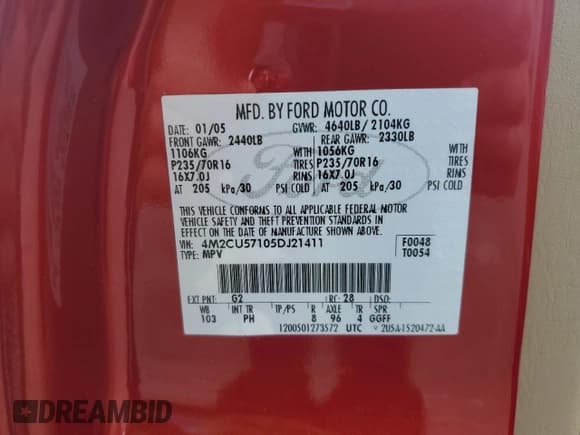 MFD. BY FORD MOTOR CO.
DATE: 01/05 GVWR: 4640LB/ 2104KG
FRONT GAWR: 2440LB REAR GAWR: 2330LB
1106KG WITH 1056KG WITH
P235/70R16 TIRES P235/70R16 TIRES
16X7.0J RIMS 16X7.0J RIMS
AT 205 kPa/30 PSI COLD AT 205 kPa/30 PSI COLD
Ford
THIS VEHICLE CONFORMS TO ALL APPLICABLE FEDERAL MOTOR
VEHICLE SAFETY AND THEFT PREVENTION STANDARDS IN
EFFECT ON THE DATE OF MANUFACTURE SHOWN ABOVE.
VIN: 4M2CU57105DJ21411 F0048
TYPE: MPV T0054
EXT PNT: G2 RC: 28 DSO:
WB INT TR TP/PS R AXLE TR SPR
103 PH 8 96 4 GGFF
1200501273572 UTC 2U5A-1520472-AA
DREAMBID